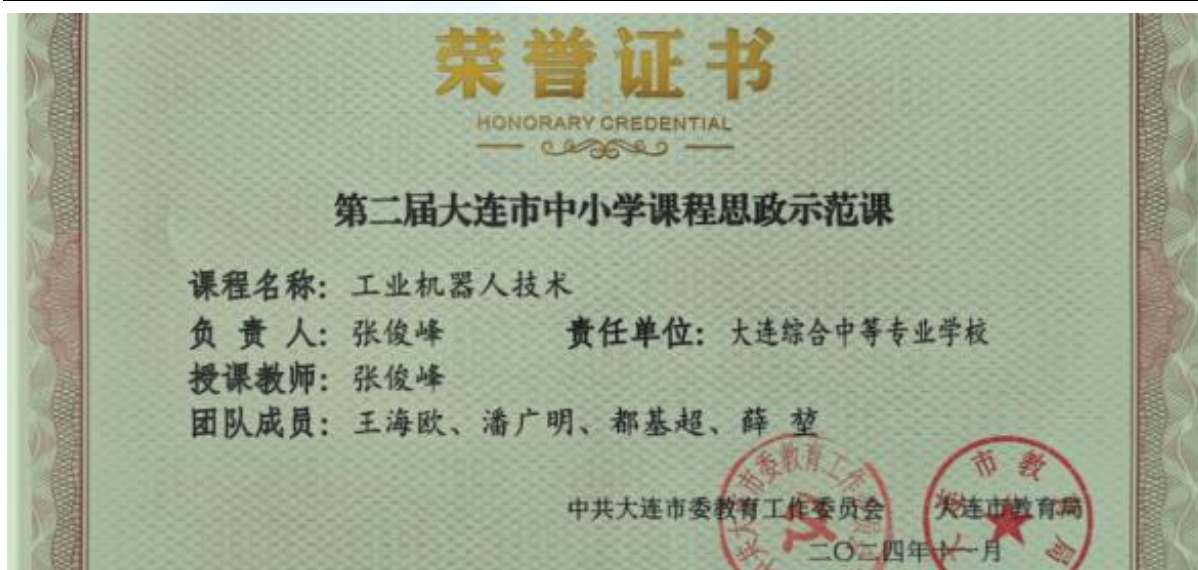 荣誉证书
HONORARY CREDENTIAL
第二届大连市中小学课程思政示范课
课程名称：工业机器人技术
负 责 人：张俊峰 责任单位：大连综合中等专业学校
授课教师：张俊峰
团队成员：王海欧、潘广明、都基超、薛 堃
中共大连市委教育工作委员会 大连市教育局
二〇二四年十一月